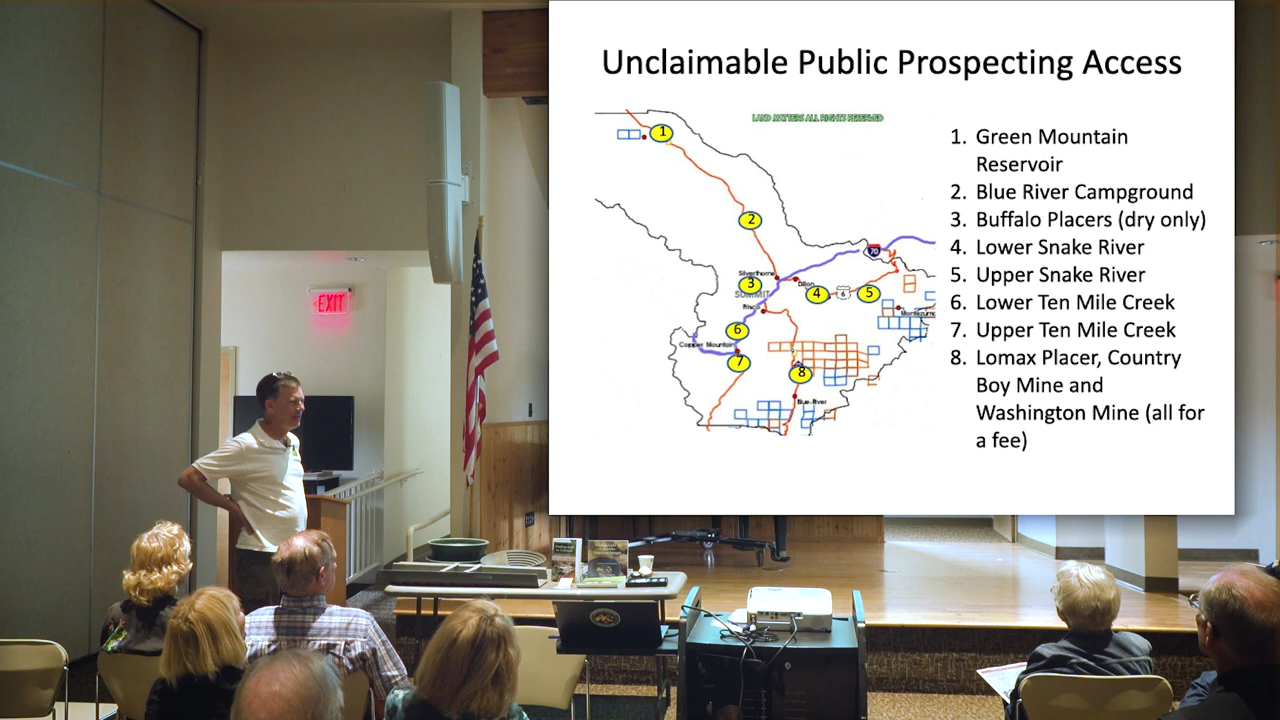 Unclaimable Public Prospecting Access
LAND MATTERS ALL RIGHTS RESERVED
1
2
Silverthorne
3
SUMMIT
Dillon
4
6
5
70
Frisco
Montezuma
6
Copper Mountain
7
8
Blue River
1. Green Mountain
Reservoir
2. Blue River Campground
3. Buffalo Placers (dry only)
4. Lower Snake River
5. Upper Snake River
6. Lower Ten Mile Creek
7. Upper Ten Mile Creek
8. Lomax Placer, Country
Boy Mine and
Washington Mine (all for
a fee)
EXIT